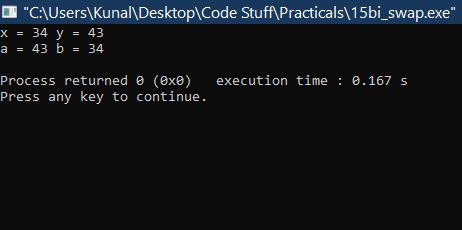 "C:\Users\Kunal\Desktop\Code Stuff\Practicals\15bi_swap.exe"
x = 34 y = 43
a = 43 b = 34
Process returned 0 (0x0)   execution time : 0.167 s
Press any key to continue.